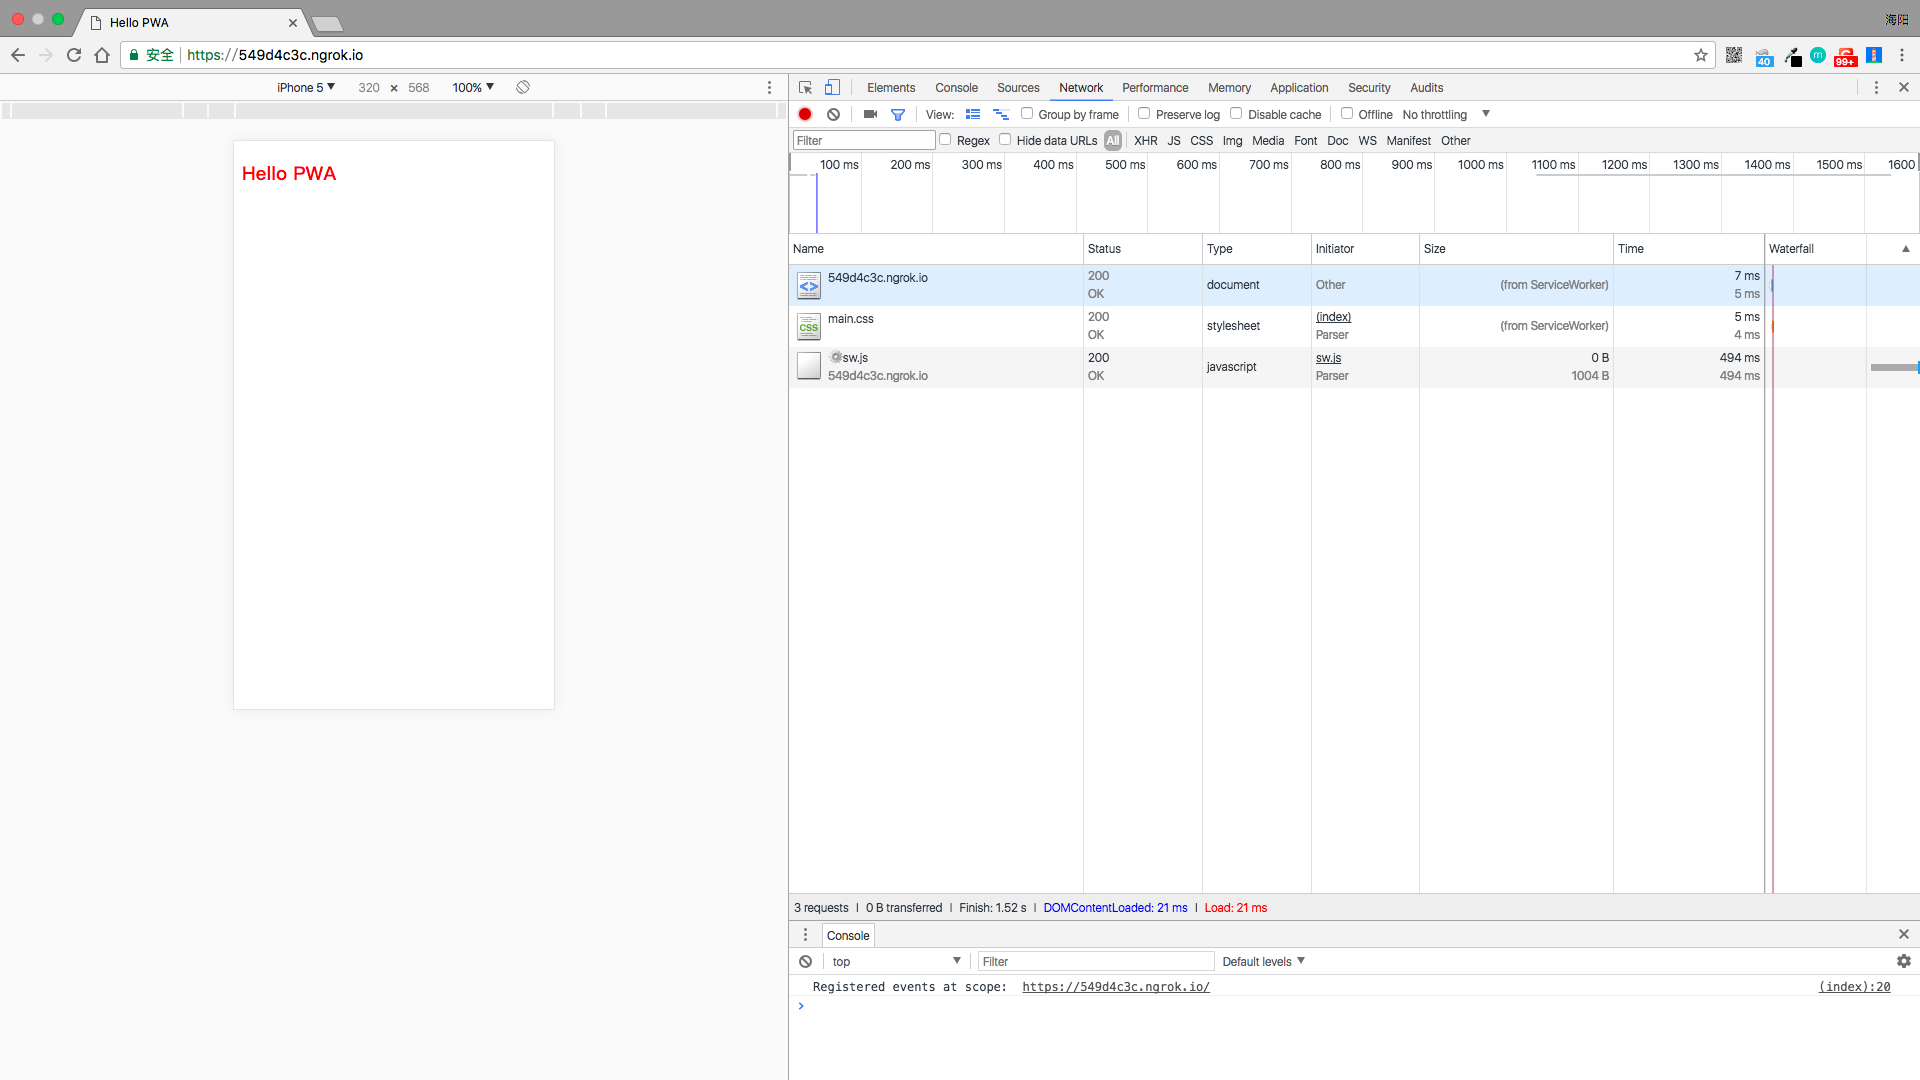 Hello PWA
海阳
安全 https://549d4c3c.ngrok.io
40
m
99+
iPhone 5 ▼ 320 × 568 100% ▼
Elements Console Sources Network Performance Memory Application Security Audits
View: Group by frame Preserve log Disable cache Offline No throttling ▼
Filter Regex Hide data URLs All XHR JS CSS Img Media Font Doc WS Manifest Other
100 ms 200 ms 300 ms 400 ms 500 ms 600 ms 700 ms 800 ms 900 ms 1000 ms 1100 ms 1200 ms 1300 ms 1400 ms 1500 ms 1600
Hello PWA
Name Status Type Initiator Size Time Waterfall ▲
549d4c3c.ngrok.io 200 OK document Other (from ServiceWorker) 7 ms 5 ms
CSS main.css 200 OK stylesheet (index) Parser (from ServiceWorker) 5 ms 4 ms
sw.js 549d4c3c.ngrok.io 200 OK javascript sw.js Parser 0 B 1004 B 494 ms 494 ms
3 requests | 0 B transferred | Finish: 1.52 s | DOMContentLoaded: 21 ms | Load: 21 ms
Console
top ▼ Filter Default levels ▼
Registered events at scope: https://549d4c3c.ngrok.io/ (index):20